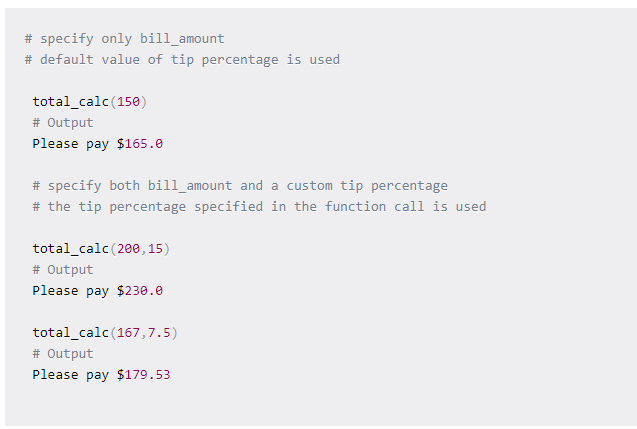 # specify only bill_amount
# default value of tip percentage is used
total_calc(150)
# Output
Please pay $165.0
# specify both bill_amount and a custom tip percentage
# the tip percentage specified in the function call is used
total_calc(200,15)
# Output
Please pay $230.0
total_calc(167,7.5)
# Output
Please pay $179.53